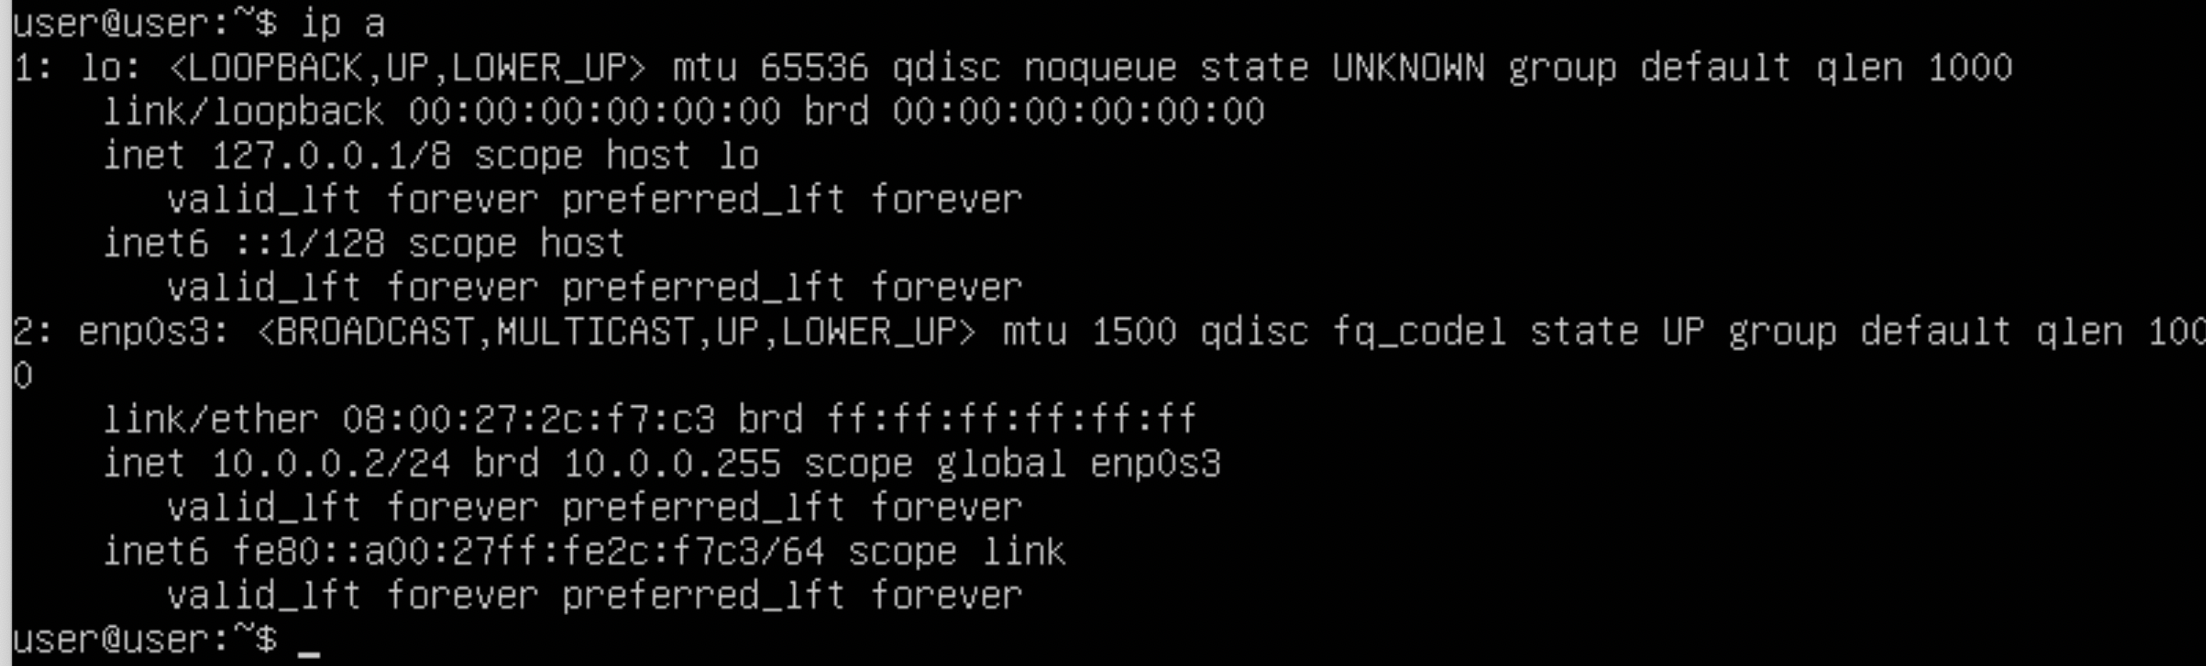 user@user:~$ ip a
1: lo: <LOOPBACK,UP,LOWER_UP> mtu 65536 qdisc noqueue state UNKNOWN group default qlen 1000
    link/loopback 00:00:00:00:00:00 brd 00:00:00:00:00:00
    inet 127.0.0.1/8 scope host lo
       valid_lft forever preferred_lft forever
    inet6 ::1/128 scope host
       valid_lft forever preferred_lft forever
2: enp0s3: <BROADCAST,MULTICAST,UP,LOWER_UP> mtu 1500 qdisc fq_codel state UP group default qlen 100
0
    link/ether 08:00:27:2c:f7:c3 brd ff:ff:ff:ff:ff:ff
    inet 10.0.0.2/24 brd 10.0.0.255 scope global enp0s3
       valid_lft forever preferred_lft forever
    inet6 fe80::a00:27ff:fe2c:f7c3/64 scope link
       valid_lft forever preferred_lft forever
user@user:~$ _